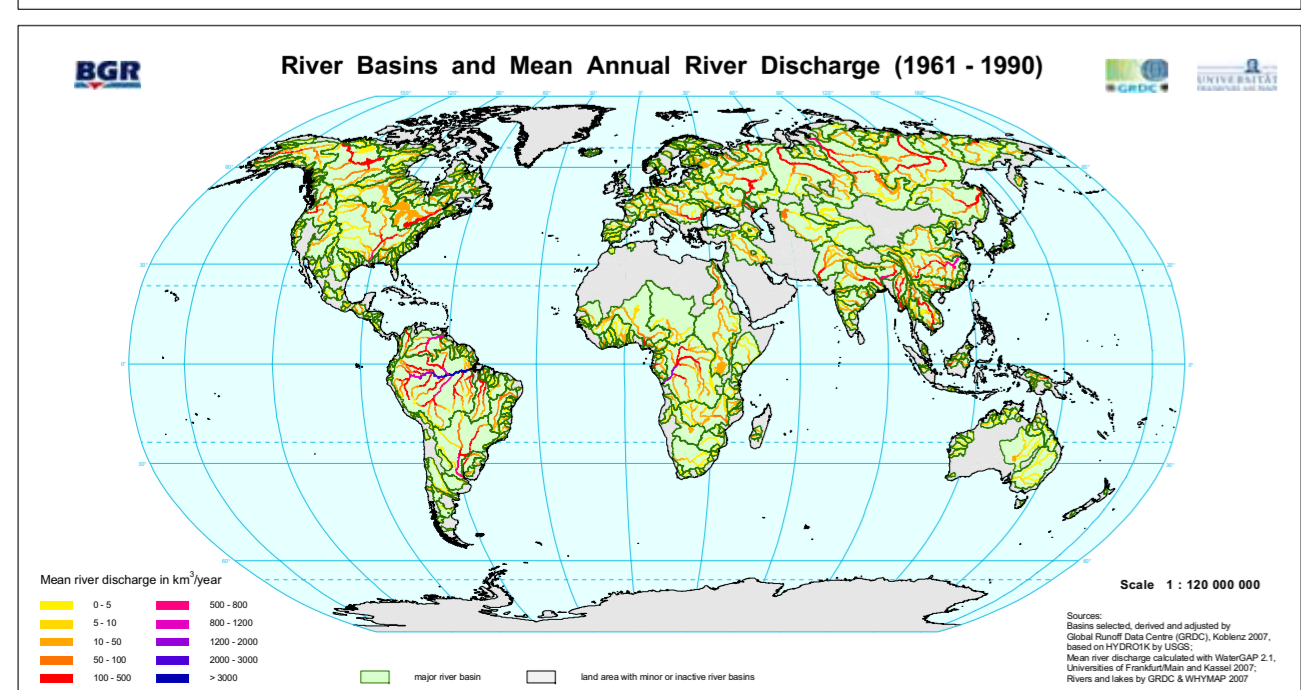 BGR
River Basins and Mean Annual River Discharge (1961 - 1990)
GRDC
UNIVERSITÄT
Mean river discharge in km³/year
0 - 5
5 - 10
10 - 50
50 - 100
100 - 500
500 - 800
800 - 1200
1200 - 2000
2000 - 3000
> 3000
major river basin
land area with minor or inactive river basins
Scale 1 : 120 000 000
Sources:
Basins selected, derived and adjusted by
Global Runoff Data Centre (GRDC), Koblenz 2007,
based on HYDRO1K by USGS;
Mean river discharge calculated with WaterGAP 2.1,
Universities of Frankfurt/Main and Kassel 2007;
Rivers and lakes by GRDC & WHYMAP 2007